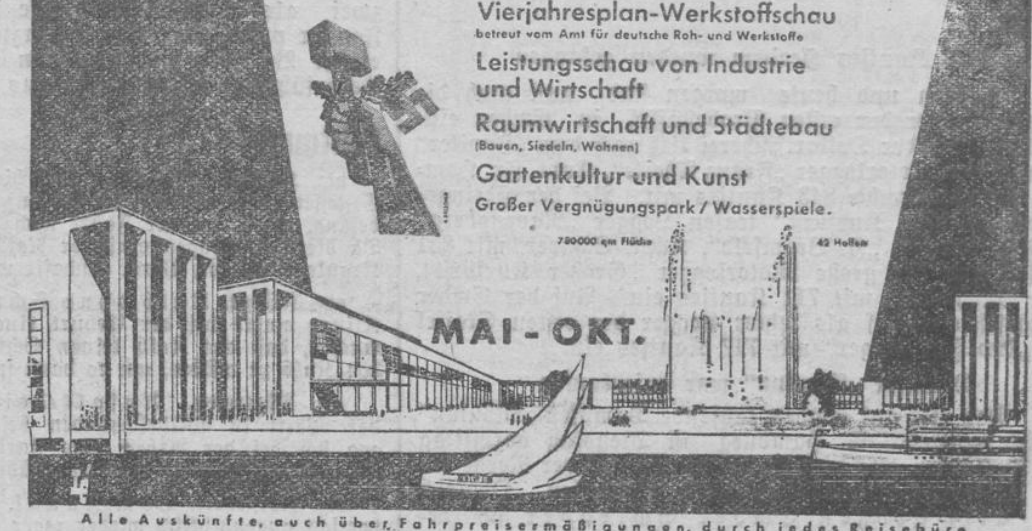 Vierjahresplan-Werkstoffschau
betreut vom Amt für deutsche Roh- und Werkstoffe
Leistungsschau von Industrie
und Wirtschaft
Raumwirtschaft und Städtebau
(Bauen, Siedeln, Wohnen)
Gartenkultur und Kunst
Großer Vergnügungspark / Wasserspiele.
780000 qm Fläche 42 Hallen
MAI - OKT.
Alle Auskünfte, auch über Fahrpreisermäßigungen, durch jedes Reisebüro